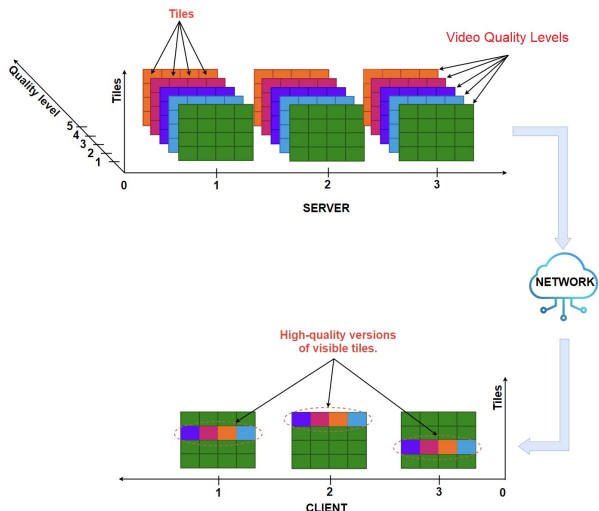 Tiles
Video Quality Levels
Quality level
Tiles
5
4
3
2
1
0
1
2
3
SERVER
NETWORK
High-quality versions
of visible tiles.
Tiles
1
2
3
0
CLIENT